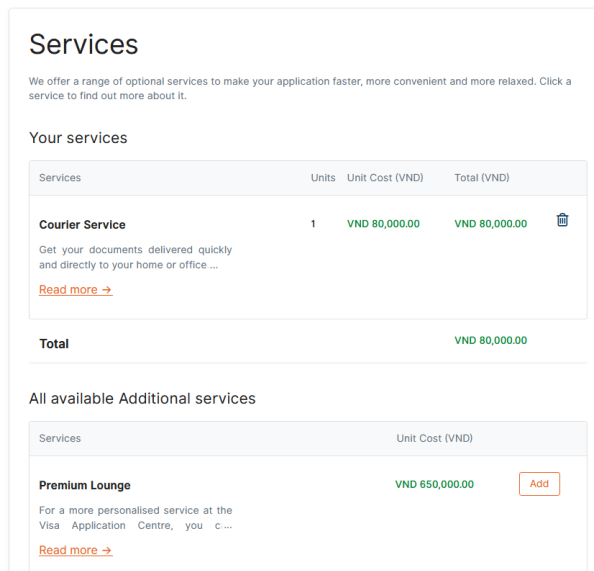 Services
We offer a range of optional services to make your application faster, more convenient and more relaxed. Click a
service to find out more about it.
Your services
Services Units Unit Cost (VND) Total (VND)
Courier Service 1 VND 80,000.00 VND 80,000.00
Get your documents delivered quickly
and directly to your home or office ...
Read more →
Total VND 80,000.00
All available Additional services
Services Unit Cost (VND)
Premium Lounge VND 650,000.00 Add
For a more personalised service at the
Visa Application Centre, you c...
Read more →